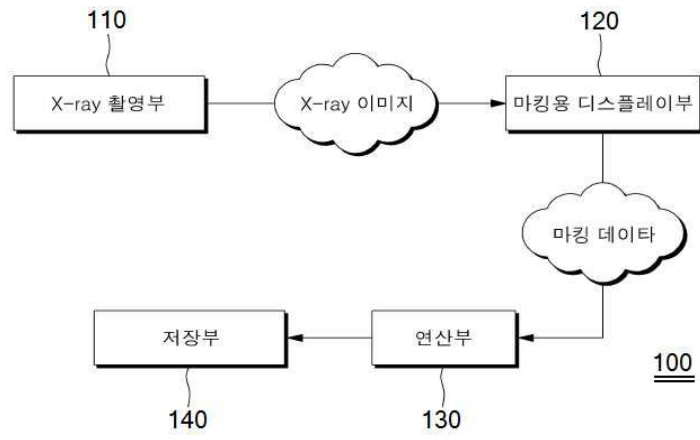 110
120
X-ray 촬영부
X-ray 이미지
마킹용 디스플레이부
마킹 데이타
저장부
연산부
100
140
130